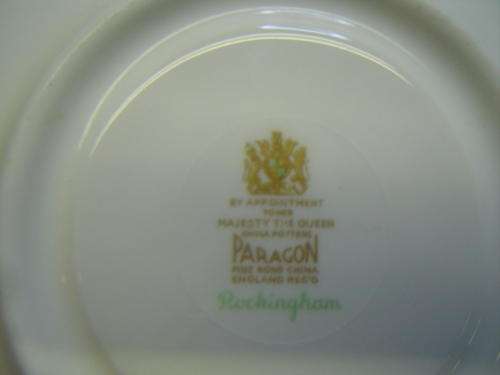 BY APPOINTMENT
TO HER
MAJESTY THE QUEEN
CHINA POTTERS
PARAGON
FINE BONE CHINA
ENGLAND REG'D
Rockingham